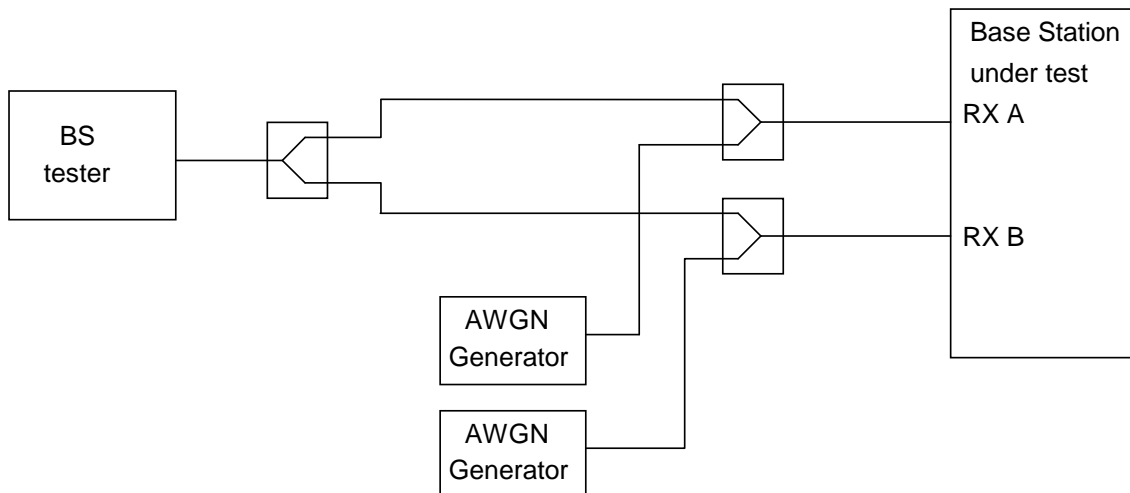 BS
tester
Base Station
under test
RX A
RX B
AWGN
Generator
AWGN
Generator